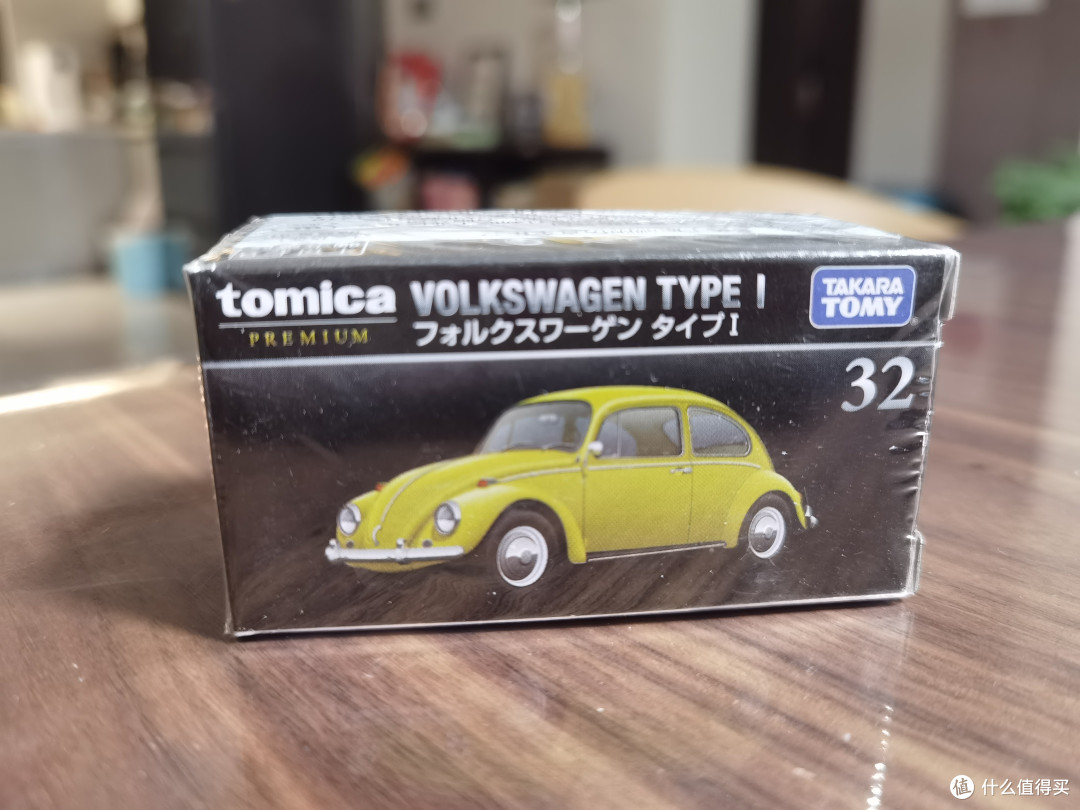 tomica
PREMIUM
VOLKSWAGEN TYPE I
フォルクスワーゲン タイプI
TAKARA
TOMY
32
值 什么值得买